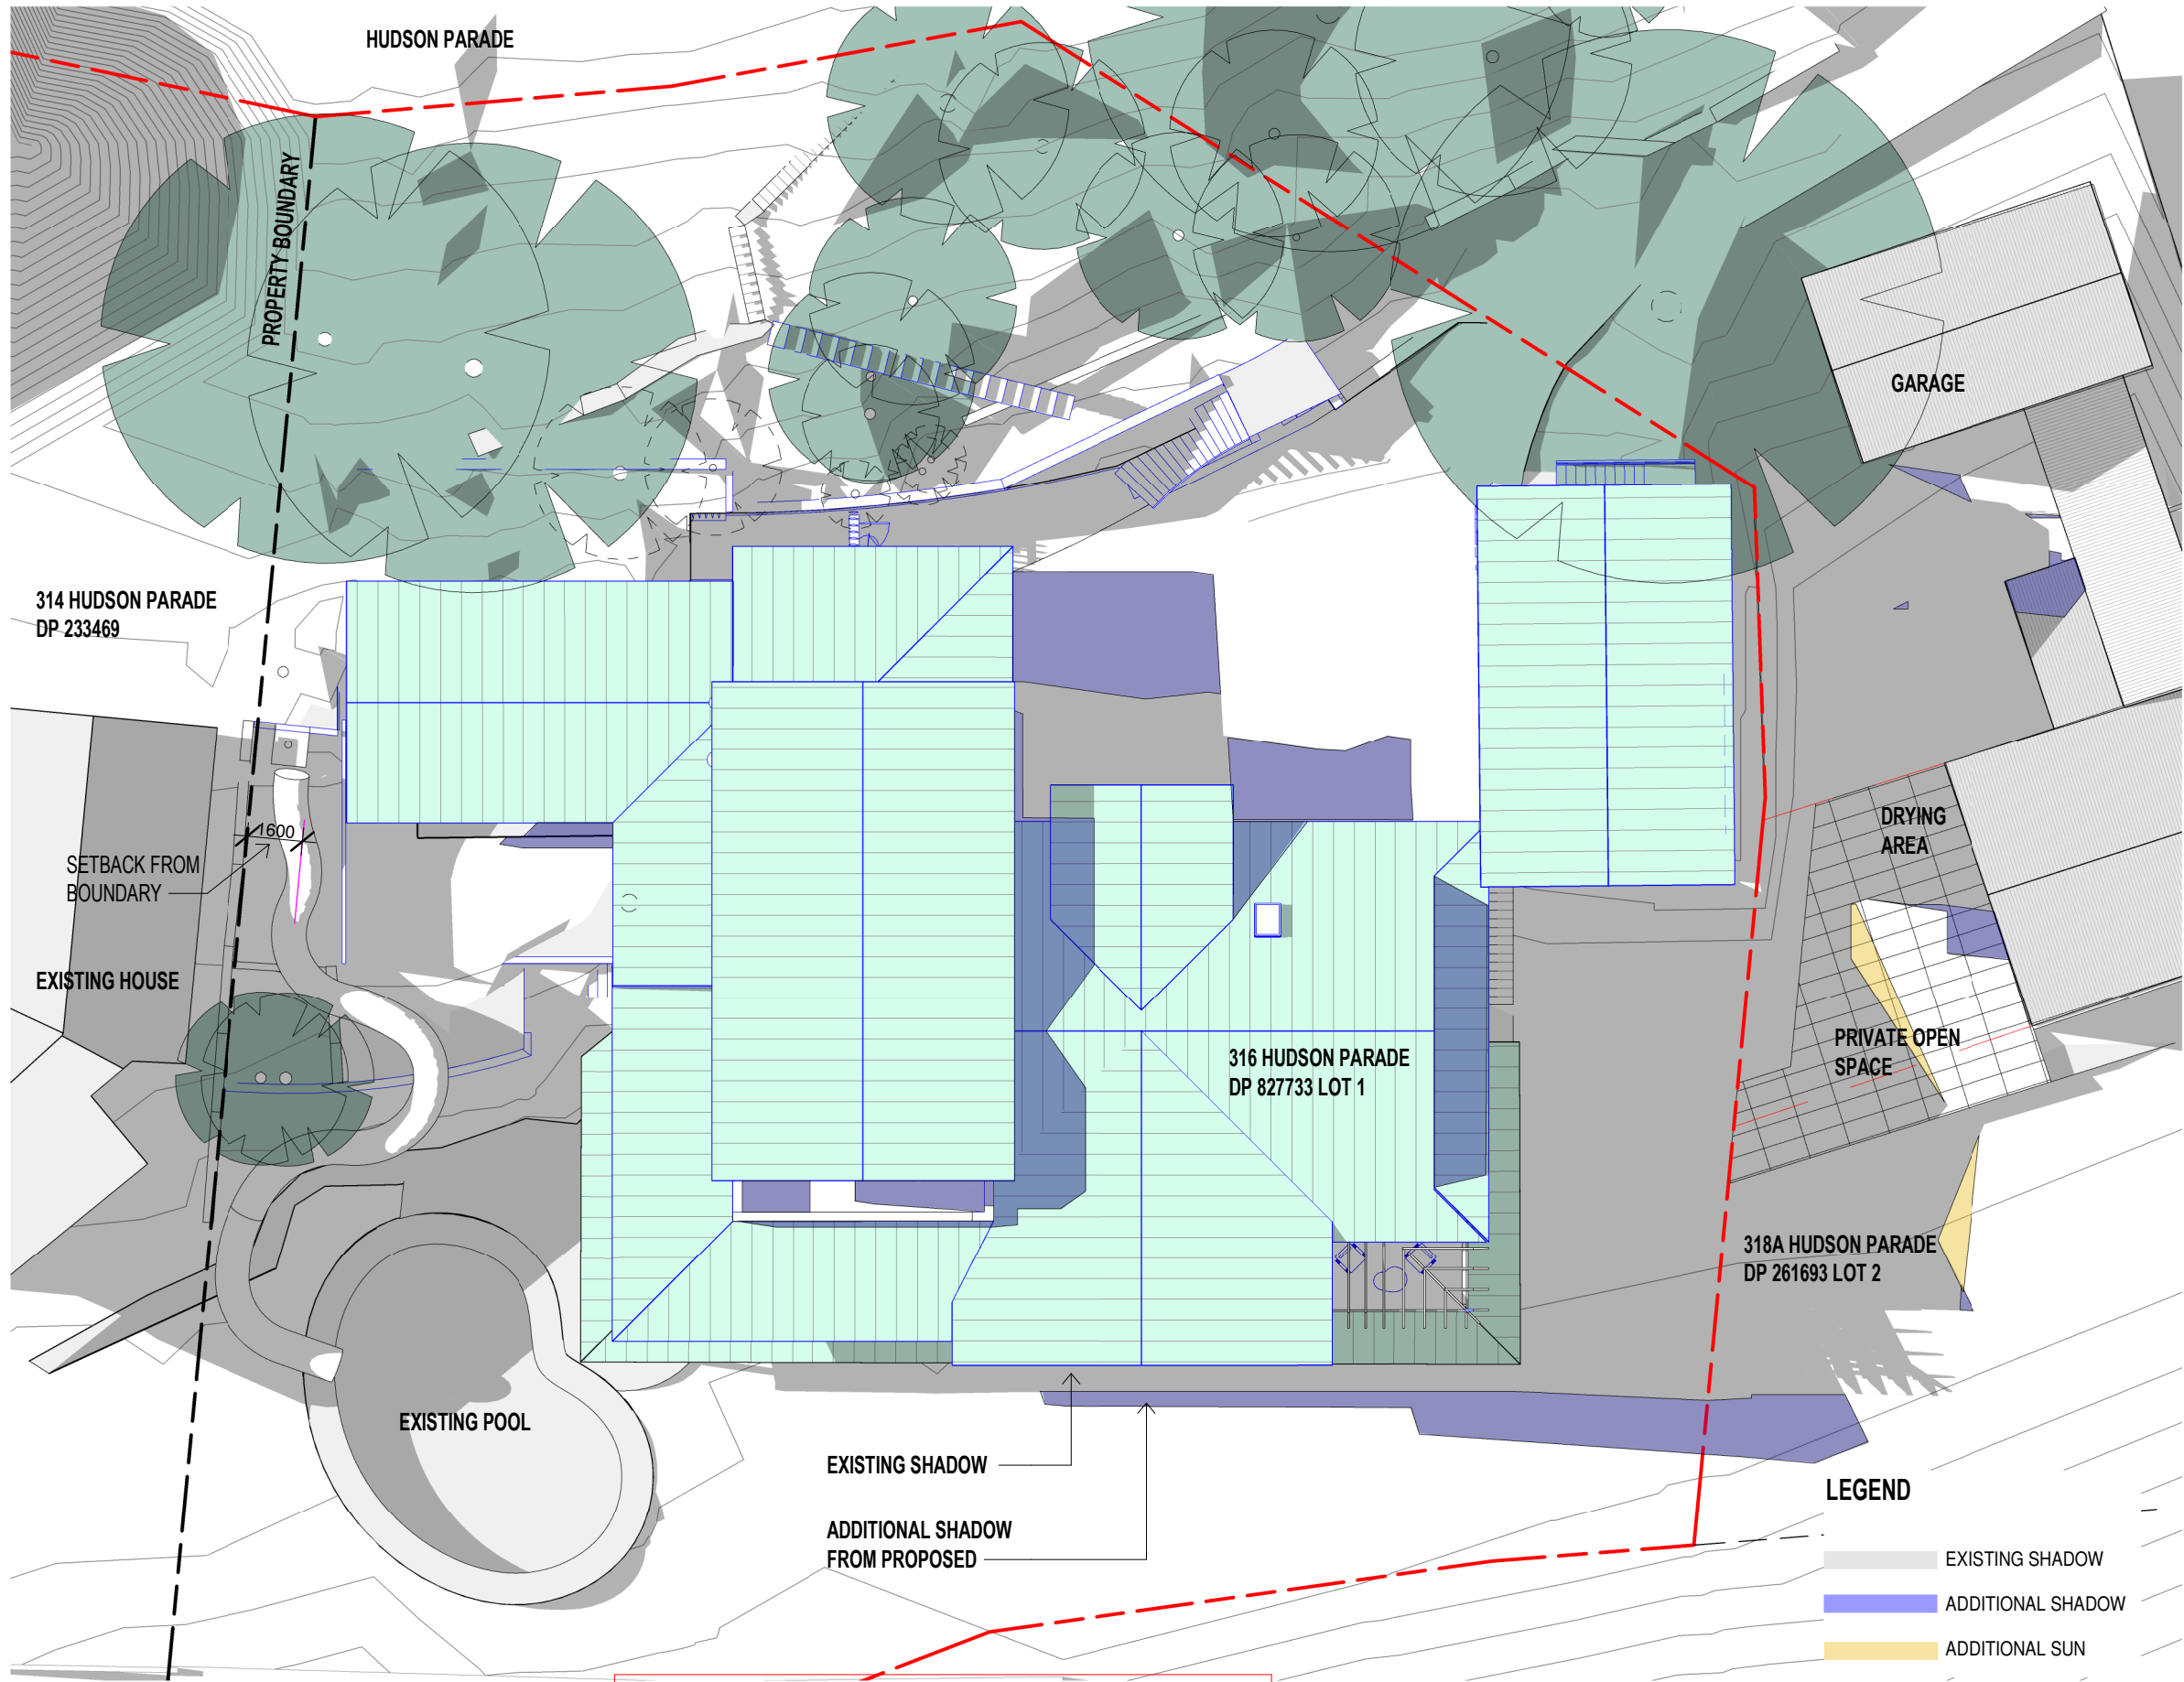 HUDSON PARADE
PROPERTY BOUNDARY
GARAGE
314 HUDSON PARADE
DP 233469
1600
SETBACK FROM
BOUNDARY
DRYING
AREA
EXISTING HOUSE
PRIVATE OPEN
SPACE
316 HUDSON PARADE
DP 827733 LOT 1
318A HUDSON PARADE
DP 261693 LOT 2
EXISTING POOL
EXISTING SHADOW
ADDITIONAL SHADOW
FROM PROPOSED
LEGEND
EXISTING SHADOW
ADDITIONAL SHADOW
ADDITIONAL SUN